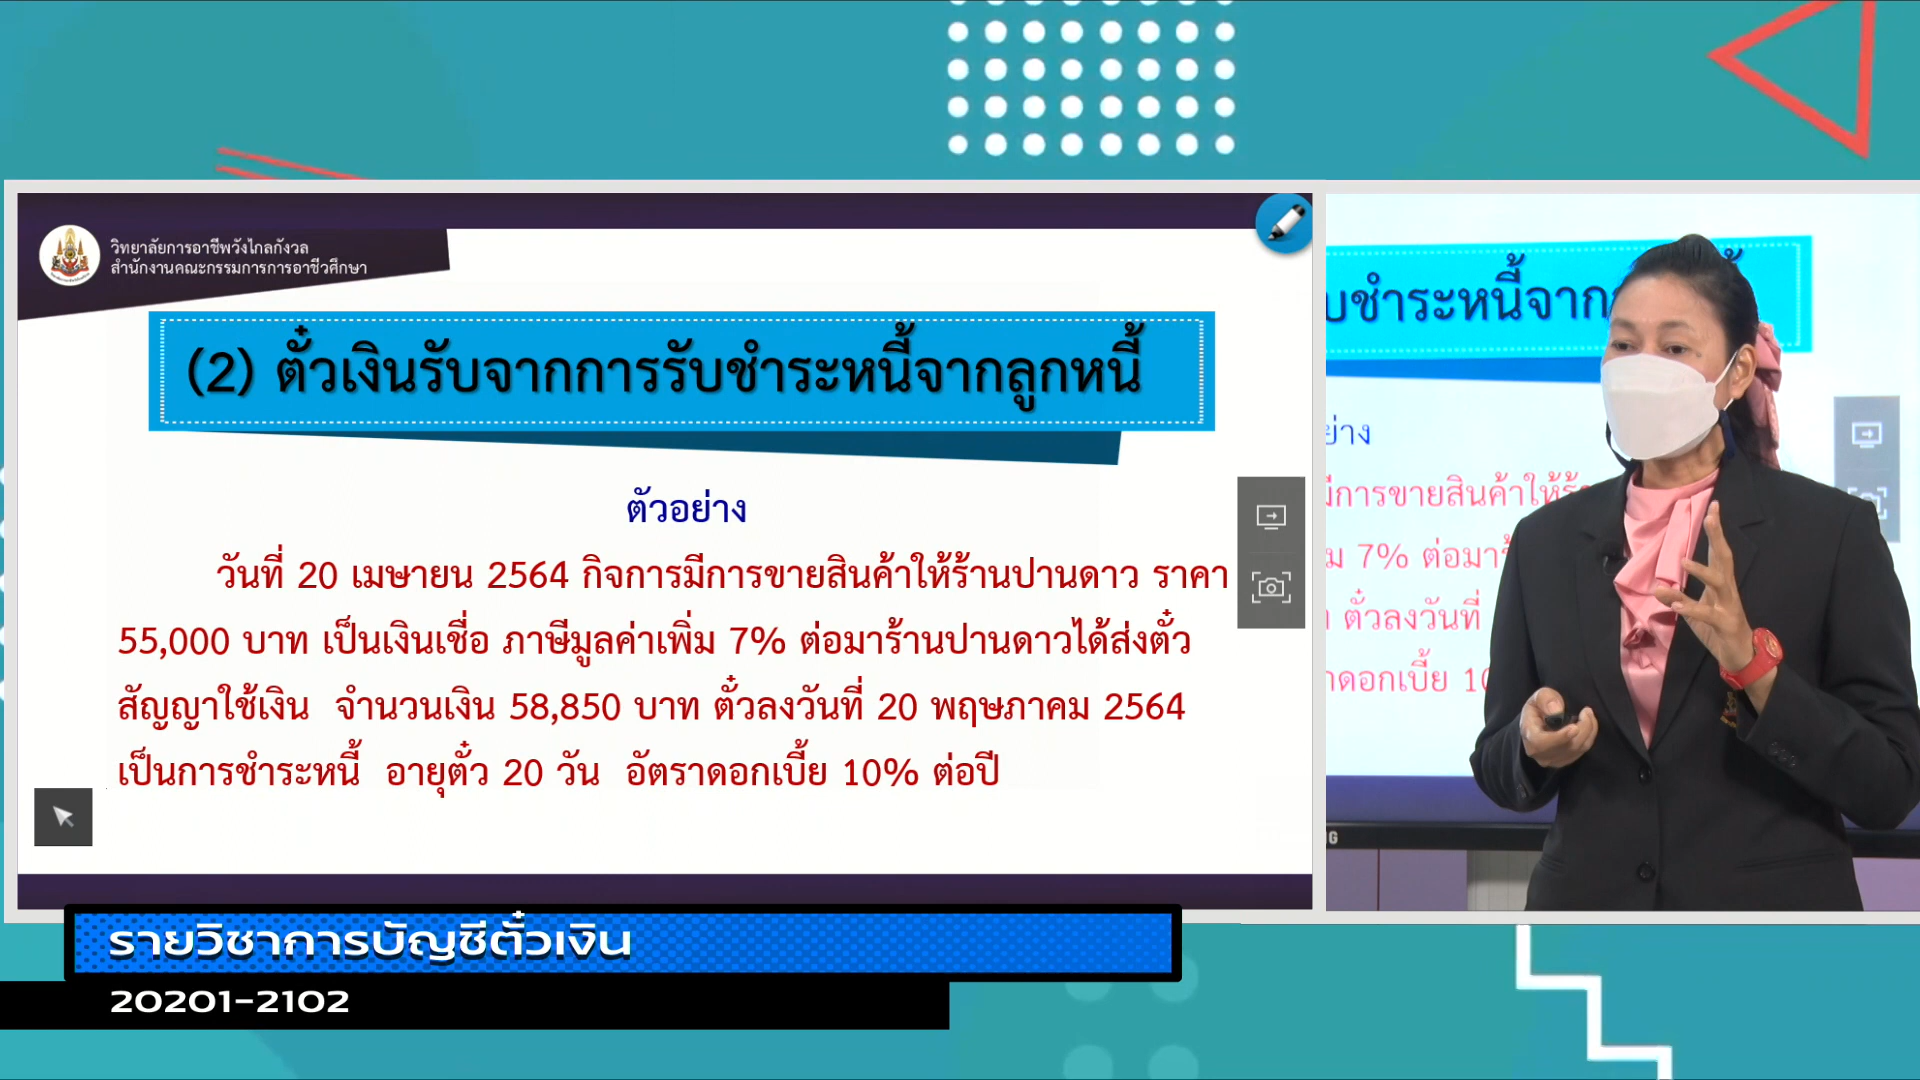 วิทยาลัยการอาชีพวังไกลกังวล
สำนักงานคณะกรรมการการอาชีวศึกษา
(2) ตั๋วเงินรับจากการรับชำระหนี้จากลูกหนี้
ตัวอย่าง
วันที่ 20 เมษายน 2564 กิจการมีการขายสินค้าให้ร้านปานดาว ราคา
55,000 บาท เป็นเงินเชื่อ ภาษีมูลค่าเพิ่ม 7% ต่อมาร้านปานดาวได้ส่งตั๋ว
สัญญาใช้เงิน จำนวนเงิน 58,850 บาท ตั๋วลงวันที่ 20 พฤษภาคม 2564
เป็นการชำระหนี้ อายุตั๋ว 20 วัน อัตราดอกเบี้ย 10% ต่อปี
บชำระหนี้จาก
ย่าง
มีการขายสินค้าให้ร้
ม 7% ต่อมาร้
ตั๋วลงวันที่
าดอกเบี้ย 10
รายวิชาการบัญชีตั๋วเงิน
20201-2102